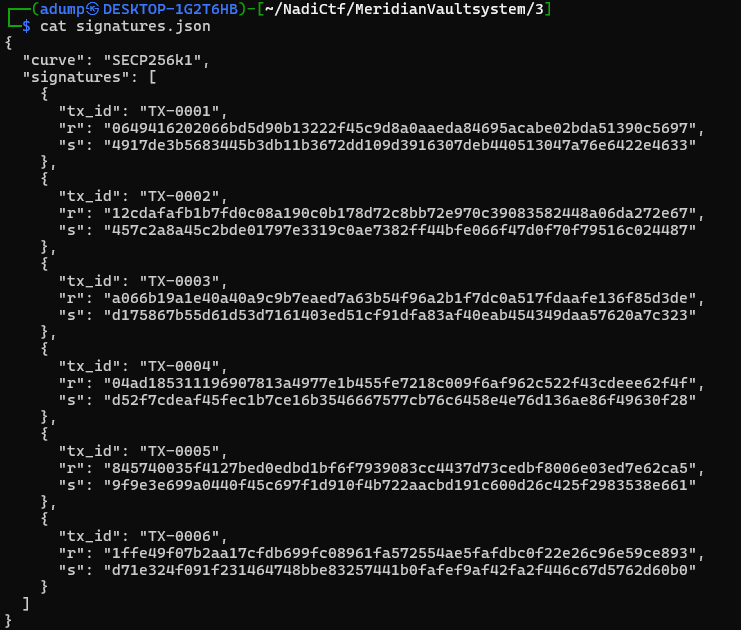 ┌──(adump㉿DESKTOP-1G2T6HB)-[~/NadiCtf/MeridianVaultsystem/3]
└─$ cat signatures.json
{
  "curve": "SECP256k1",
  "signatures": [
    {
      "tx_id": "TX-0001",
      "r": "0649416202066bd5d90b13222f45c9d8a0aaeda84695acabe02bda51390c5697",
      "s": "4917de3b5683445b3db11b3672dd109d3916307deb440513047a76e6422e4633"
    },
    {
      "tx_id": "TX-0002",
      "r": "12cdafafb1b7fd0c08a190c0b178d72c8bb72e970c39083582448a06da272e67",
      "s": "457c2a8a45c2bde01797e3319c0ae7382ff44bfe066f47d0f70f79516c024487"
    },
    {
      "tx_id": "TX-0003",
      "r": "a066b19a1e40a40a9c9b7eaed7a63b54f96a2b1f7dc0a517fdaafe136f85d3de",
      "s": "d175867b55d61d53d7161403ed51cf91dfa83af40eab454349daa57620a7c323"
    },
    {
      "tx_id": "TX-0004",
      "r": "04ad185311196907813a4977e1b455fe7218c009f6af962c522f43cdeee62f4f",
      "s": "d52f7cdeaf45fec1b7ce16b3546667577cb76c6458e4e76d136ae86f49630f28"
    },
    {
      "tx_id": "TX-0005",
      "r": "845740035f4127bed0edbd1bf6f7939083cc4437d73cedbf8006e03ed7e62ca5",
      "s": "9f9e3e699a0440f45c697f1d910f4b722aacbd191c600d26c425f2983538e661"
    },
    {
      "tx_id": "TX-0006",
      "r": "1ffe49f07b2aa17cfdb699fc08961fa572554ae5fafdbc0f22e26c96e59ce893",
      "s": "d71e324f091f231464748bbe83257441b0fafef9af42fa2f446c67d5762d60b0"
    }
  ]
}